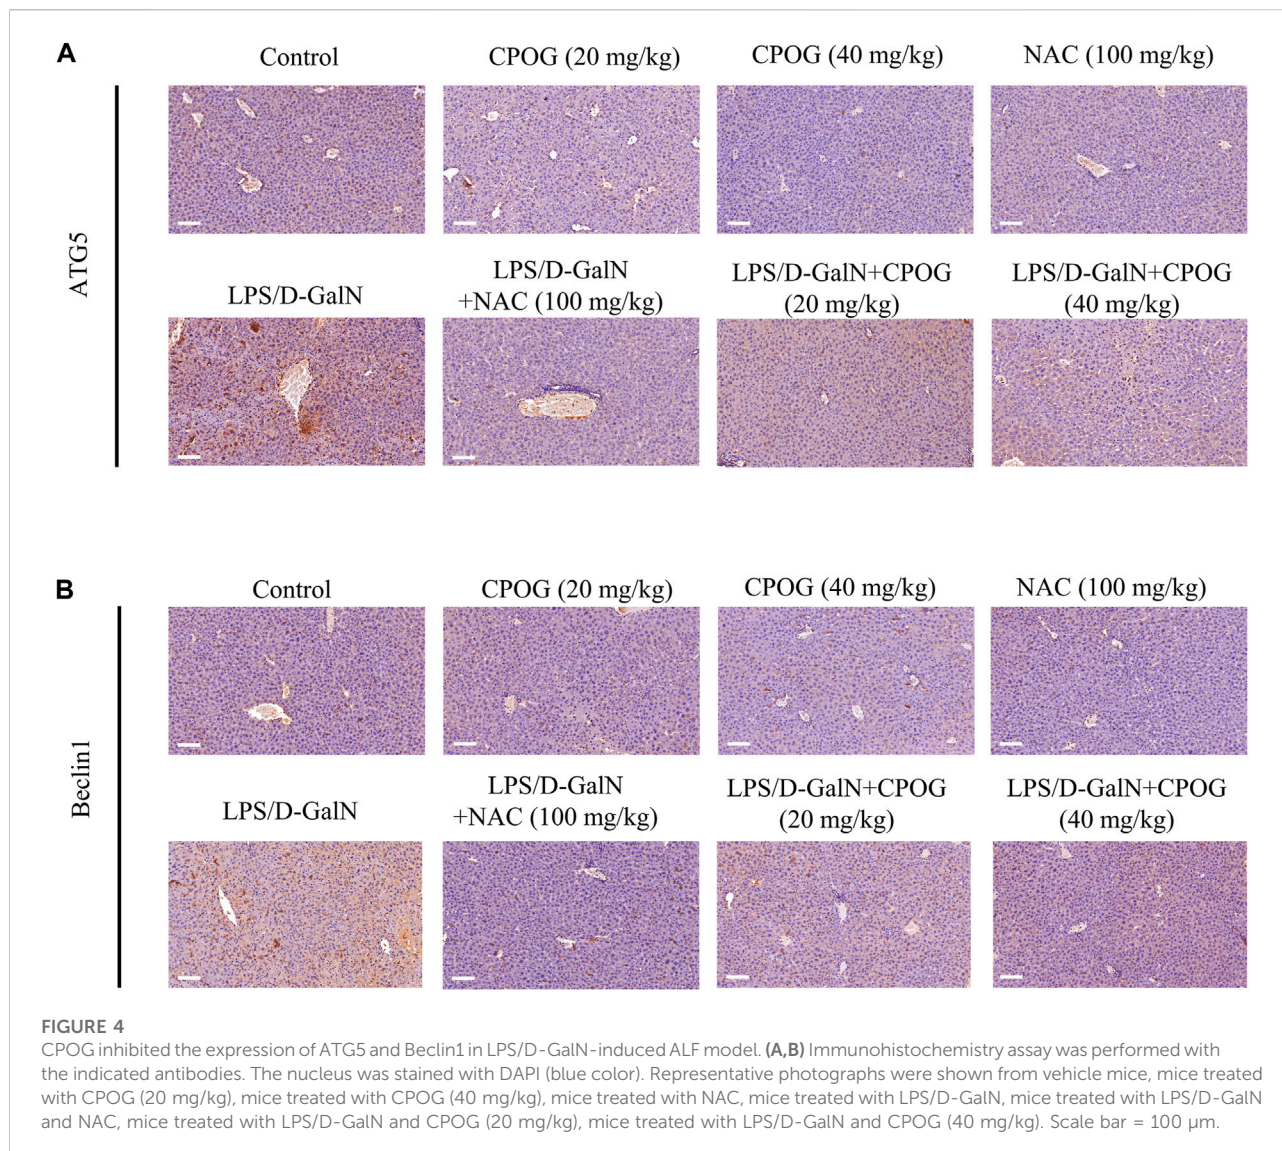 A
Control
CPOG (20 mg/kg)
CPOG (40 mg/kg)
NAC (100 mg/kg)
ATG5
LPS/D-GalN
LPS/D-GalN
+NAC (100 mg/kg)
LPS/D-GalN+CPOG
(20 mg/kg)
LPS/D-GalN+CPOG
(40 mg/kg)
B
Control
CPOG (20 mg/kg)
CPOG (40 mg/kg)
NAC (100 mg/kg)
Beclin1
LPS/D-GalN
LPS/D-GalN
+NAC (100 mg/kg)
LPS/D-GalN+CPOG
(20 mg/kg)
LPS/D-GalN+CPOG
(40 mg/kg)
FIGURE 4
CPOG inhibited the expression of ATG5 and Beclin1 in LPS/D-GalN-induced ALF model. (A,B) Immunohistochemistry assay was performed with
the indicated antibodies. The nucleus was stained with DAPI (blue color). Representative photographs were shown from vehicle mice, mice treated
with CPOG (20 mg/kg), mice treated with CPOG (40 mg/kg), mice treated with NAC, mice treated with LPS/D-GalN, mice treated with LPS/D-GalN
and NAC, mice treated with LPS/D-GalN and CPOG (20 mg/kg), mice treated with LPS/D-GalN and CPOG (40 mg/kg). Scale bar = 100 μm.